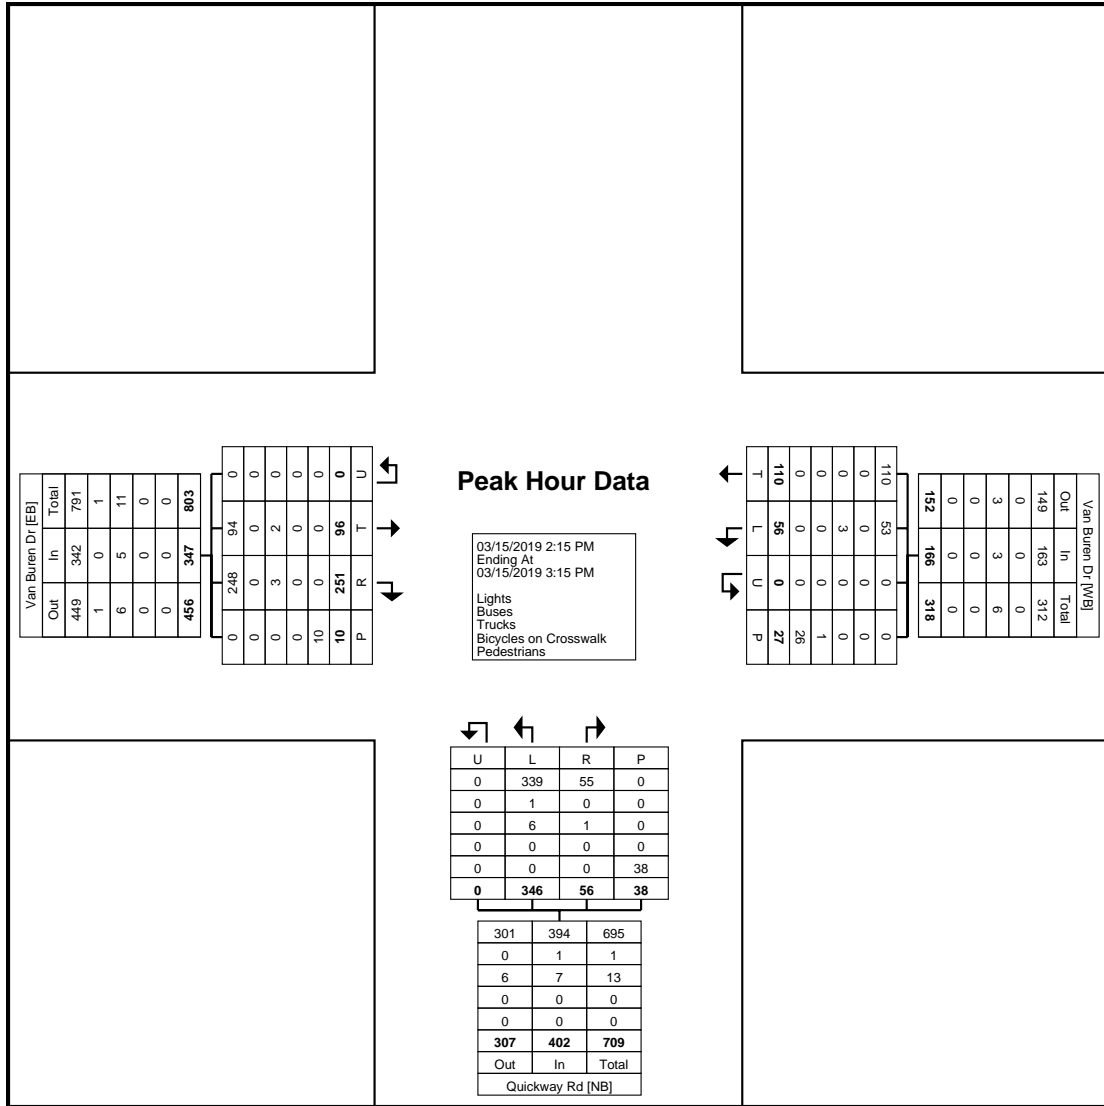 Peak Hour Data
03/15/2019 2:15 PM
Ending At
03/15/2019 3:15 PM
Lights
Buses
Trucks
Bicycles on Crosswalk
Pedestrians
Van Buren Dr [EB]
Out In Total
449 342 791
1 0 1
6 5 11
0 0 0
0 0 0
456 347 803
U T R P
0 96 251 10
0 0 0 10
0 0 0 0
0 2 3 0
0 0 0 0
0 94 248 0
Van Buren Dr [WB]
Out In Total
149 163 312
0 0 0
3 3 6
0 0 0
0 0 0
152 166 318
110 53 0 0
0 0 0 0
0 3 0 0
0 0 0 1
0 0 0 26
110 56 0 27
T L U P
U L R P
0 339 55 0
0 1 0 0
0 6 1 0
0 0 0 0
0 0 0 38
0 346 56 38
301 394 695
0 1 1
6 7 13
0 0 0
0 0 0
307 402 709
Out In Total
Quickway Rd [NB]